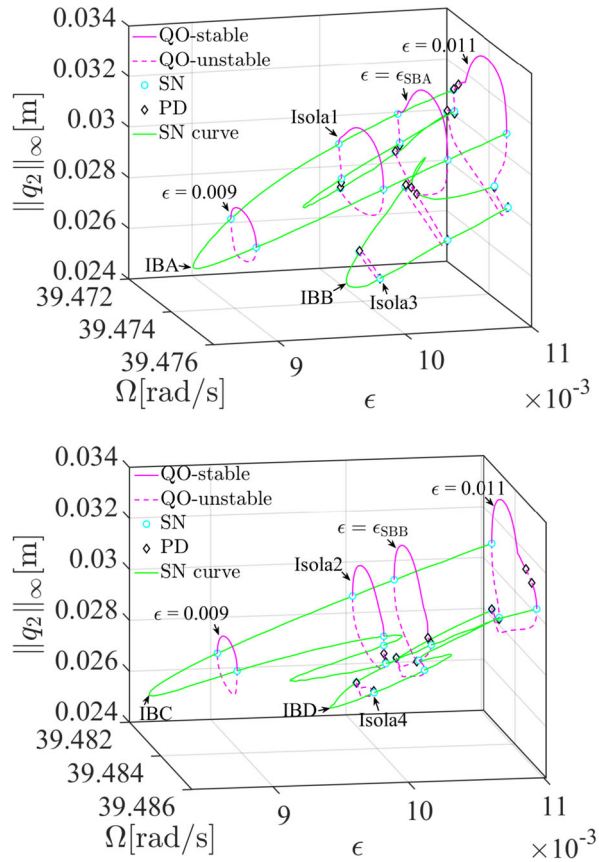 0.034
0.032
0.03
0.028
0.026
0.024
||q₂||∞[m]
QO-stable
QO-unstable
SN
PD
SN curve
ϵ = 0.011
ϵ = ϵSBA
Isola1
ϵ = 0.009
IBA
IBB
Isola3
39.472
39.474
39.476
Ω[rad/s]
9
10
11
ϵ
×10⁻³
0.034
0.032
0.03
0.028
0.026
0.024
||q₂||∞[m]
QO-stable
QO-unstable
SN
PD
SN curve
ϵ = 0.011
ϵ = ϵSBB
Isola2
ϵ = 0.009
IBC
IBD
Isola4
39.482
39.484
39.486
Ω[rad/s]
9
10
11
ϵ
×10⁻³